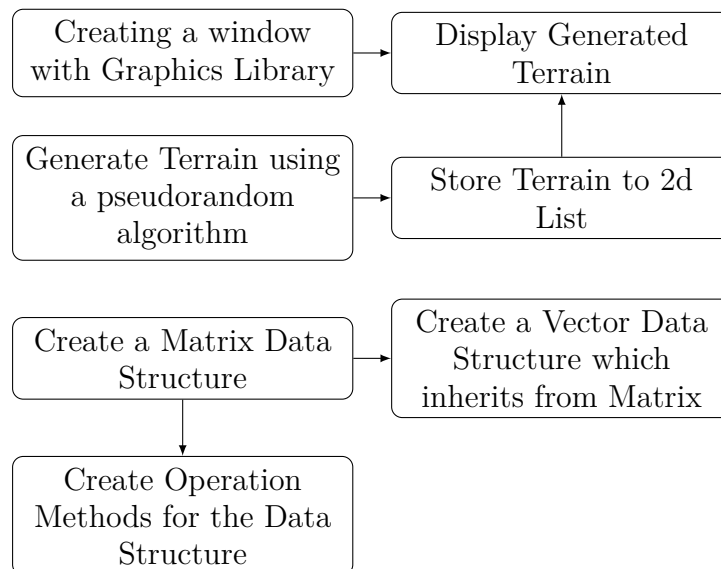 Creating a window
with Graphics Library
Display Generated
Terrain
Generate Terrain using
a pseudorandom
algorithm
Store Terrain to 2d
List
Create a Matrix Data
Structure
Create a Vector Data
Structure which
inherits from Matrix
Create Operation
Methods for the Data
Structure